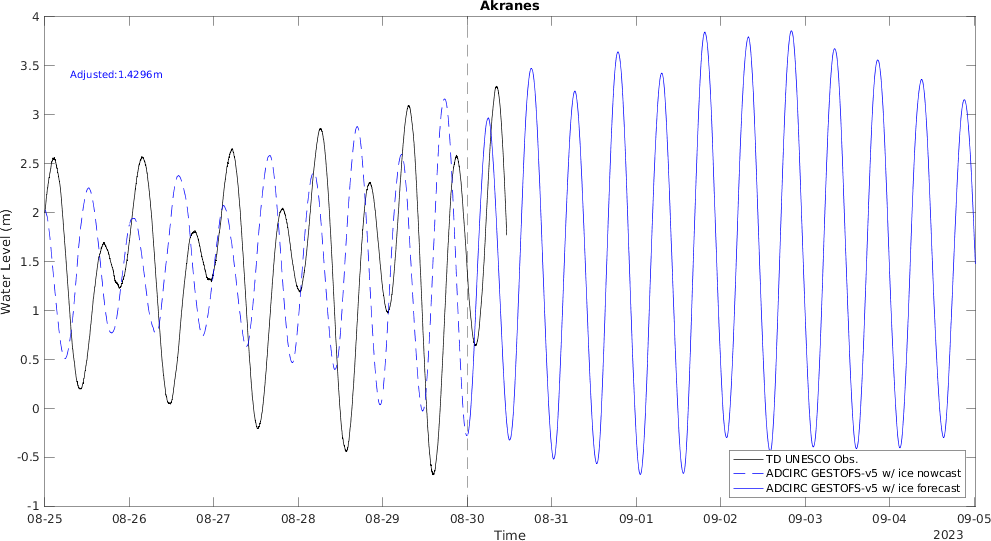 Akranes
4
3.5
3
2.5
2
1.5
1
0.5
0
-0.5
-1
Water Level (m)
Adjusted:1.4296m
TD UNESCO Obs.
ADCIRC GESTOFS-v5 w/ ice nowcast
ADCIRC GESTOFS-v5 w/ ice forecast
08-25 08-26 08-27 08-28 08-29 08-30 08-31 09-01 09-02 09-03 09-04 09-05
Time
2023